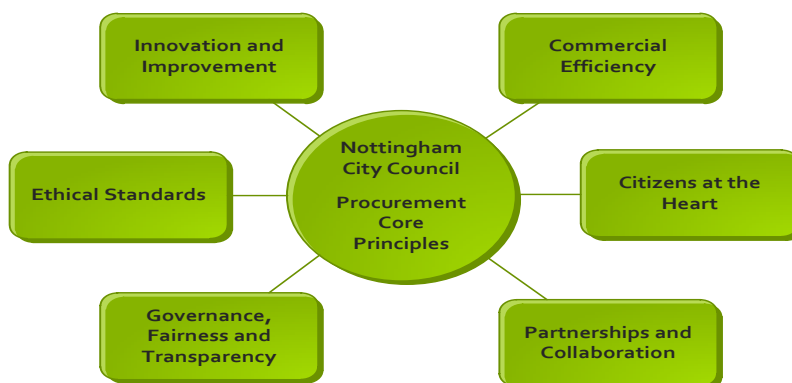 Innovation and
Improvement
Commercial
Efficiency
Nottingham
City Council
Procurement
Core
Principles
Ethical Standards
Citizens at the
Heart
Governance,
Fairness and
Transparency
Partnerships and
Collaboration